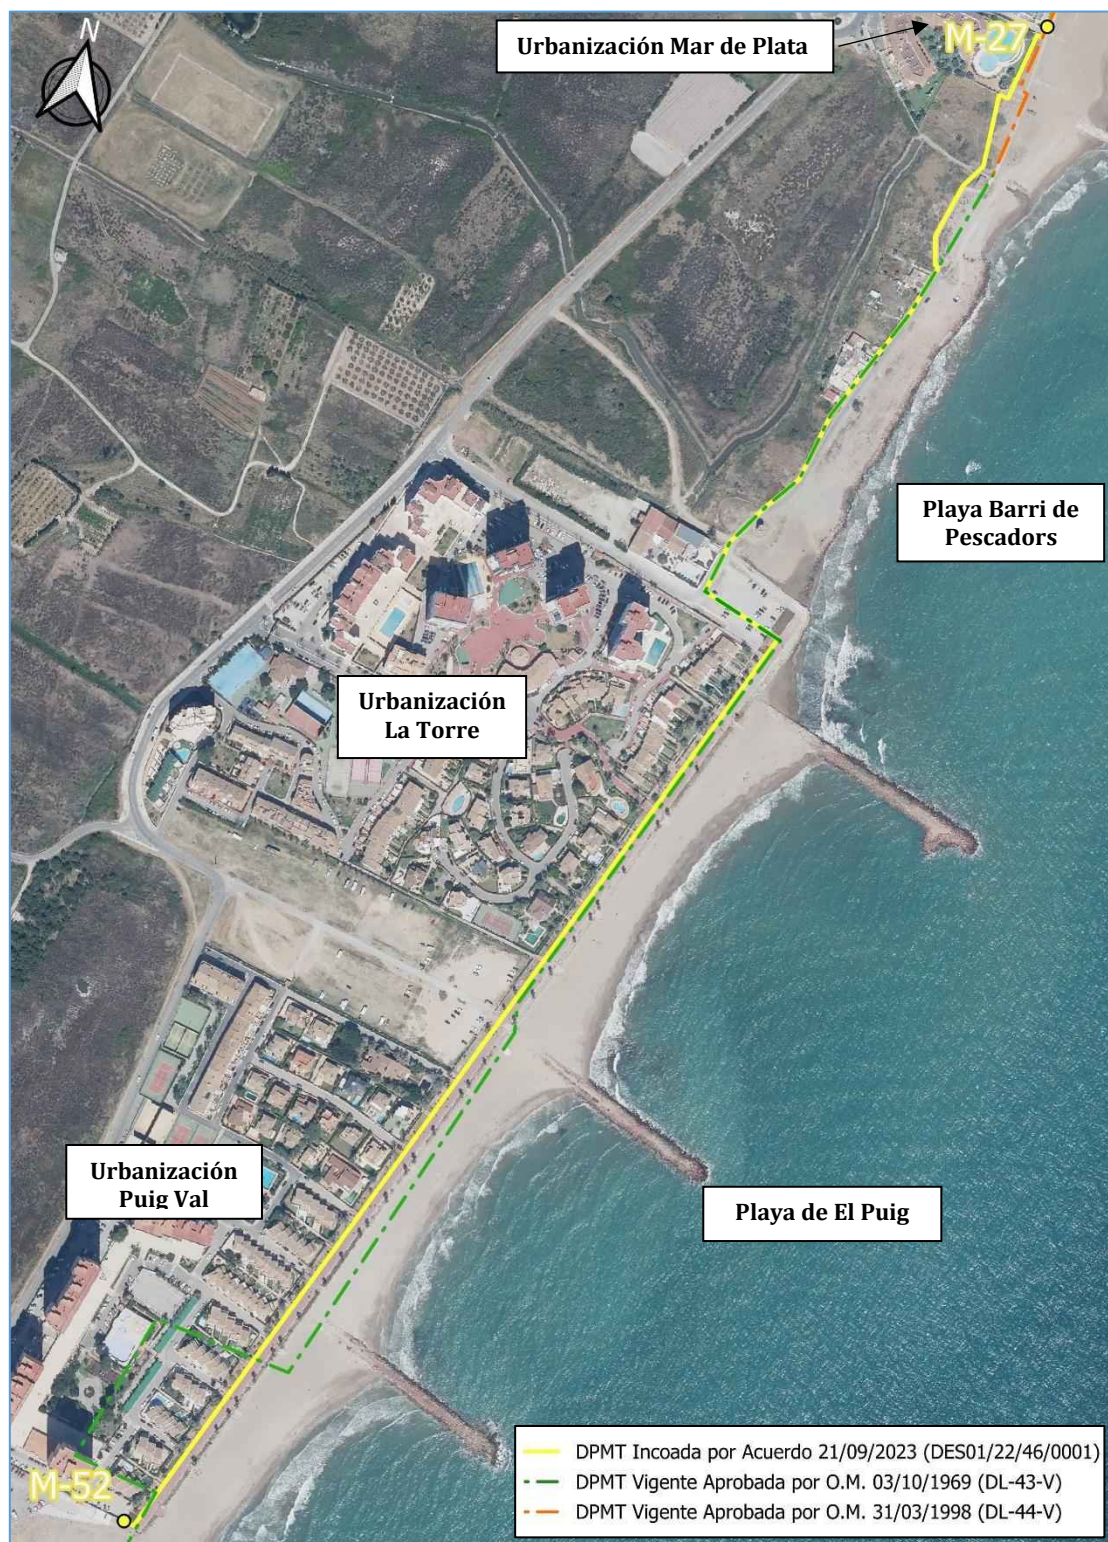 N
Urbanización Mar de Plata
M-27
Playa Barri de
Pescadors
Urbanización
La Torre
Urbanización
Puig Val
Playa de El Puig
M-52
DPMT Incoada por Acuerdo 21/09/2023 (DES01/22/46/0001)
DPMT Vigente Aprobada por O.M. 03/10/1969 (DL-43-V)
DPMT Vigente Aprobada por O.M. 31/03/1998 (DL-44-V)